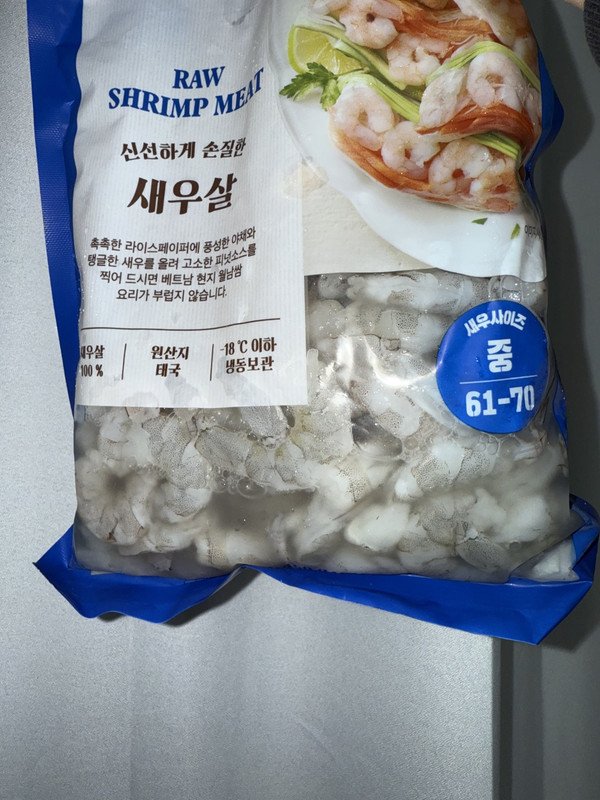 RAW
SHRIMP MEAT
신선하게 손질한
새우살
촉촉한 라이스페이퍼에 풍성한 야채와
탱글한 새우를 올려 고소한 피넛소스를
찍어 드시면 베트남 현지 월남쌈
요리가 부럽지 않습니다.
새우살
100 %
원산지
태국
-18 ℃ 이하
냉동보관
새우사이즈
중
61-70